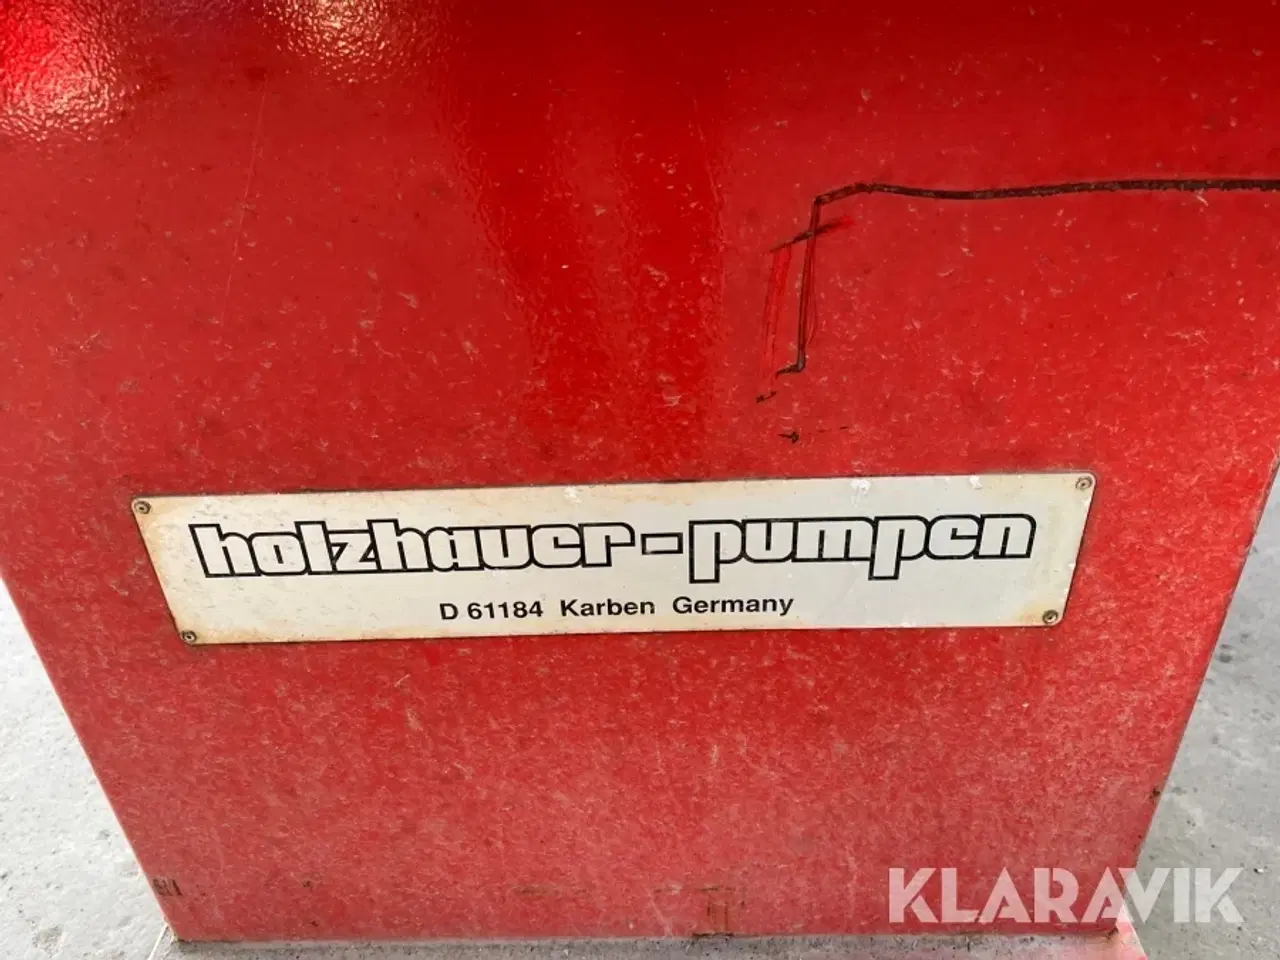 holzhauer-pumpen
D 61184 Karben Germany
KLARAVIK